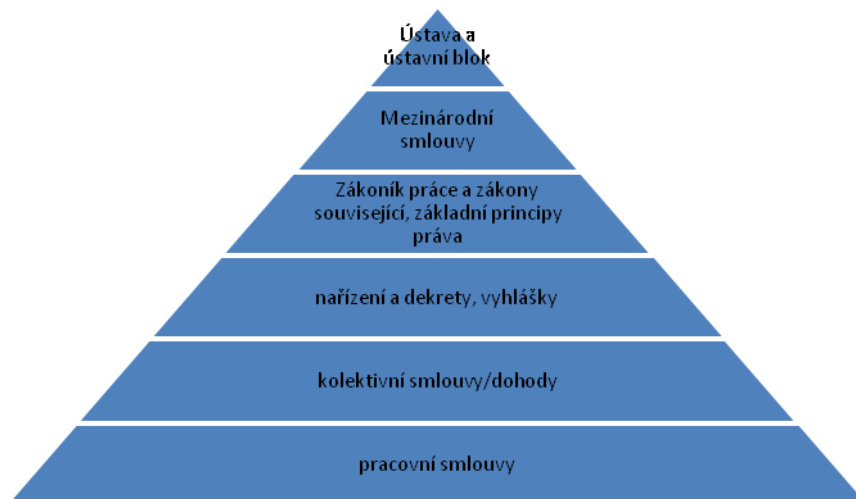 Ústava a
ústavní blok
Mezinárodní
smlouvy
Zákoník práce a zákony
související, základní principy
práva
nařízení a dekrety, vyhlášky
kolektivní smlouvy/dohody
pracovní smlouvy